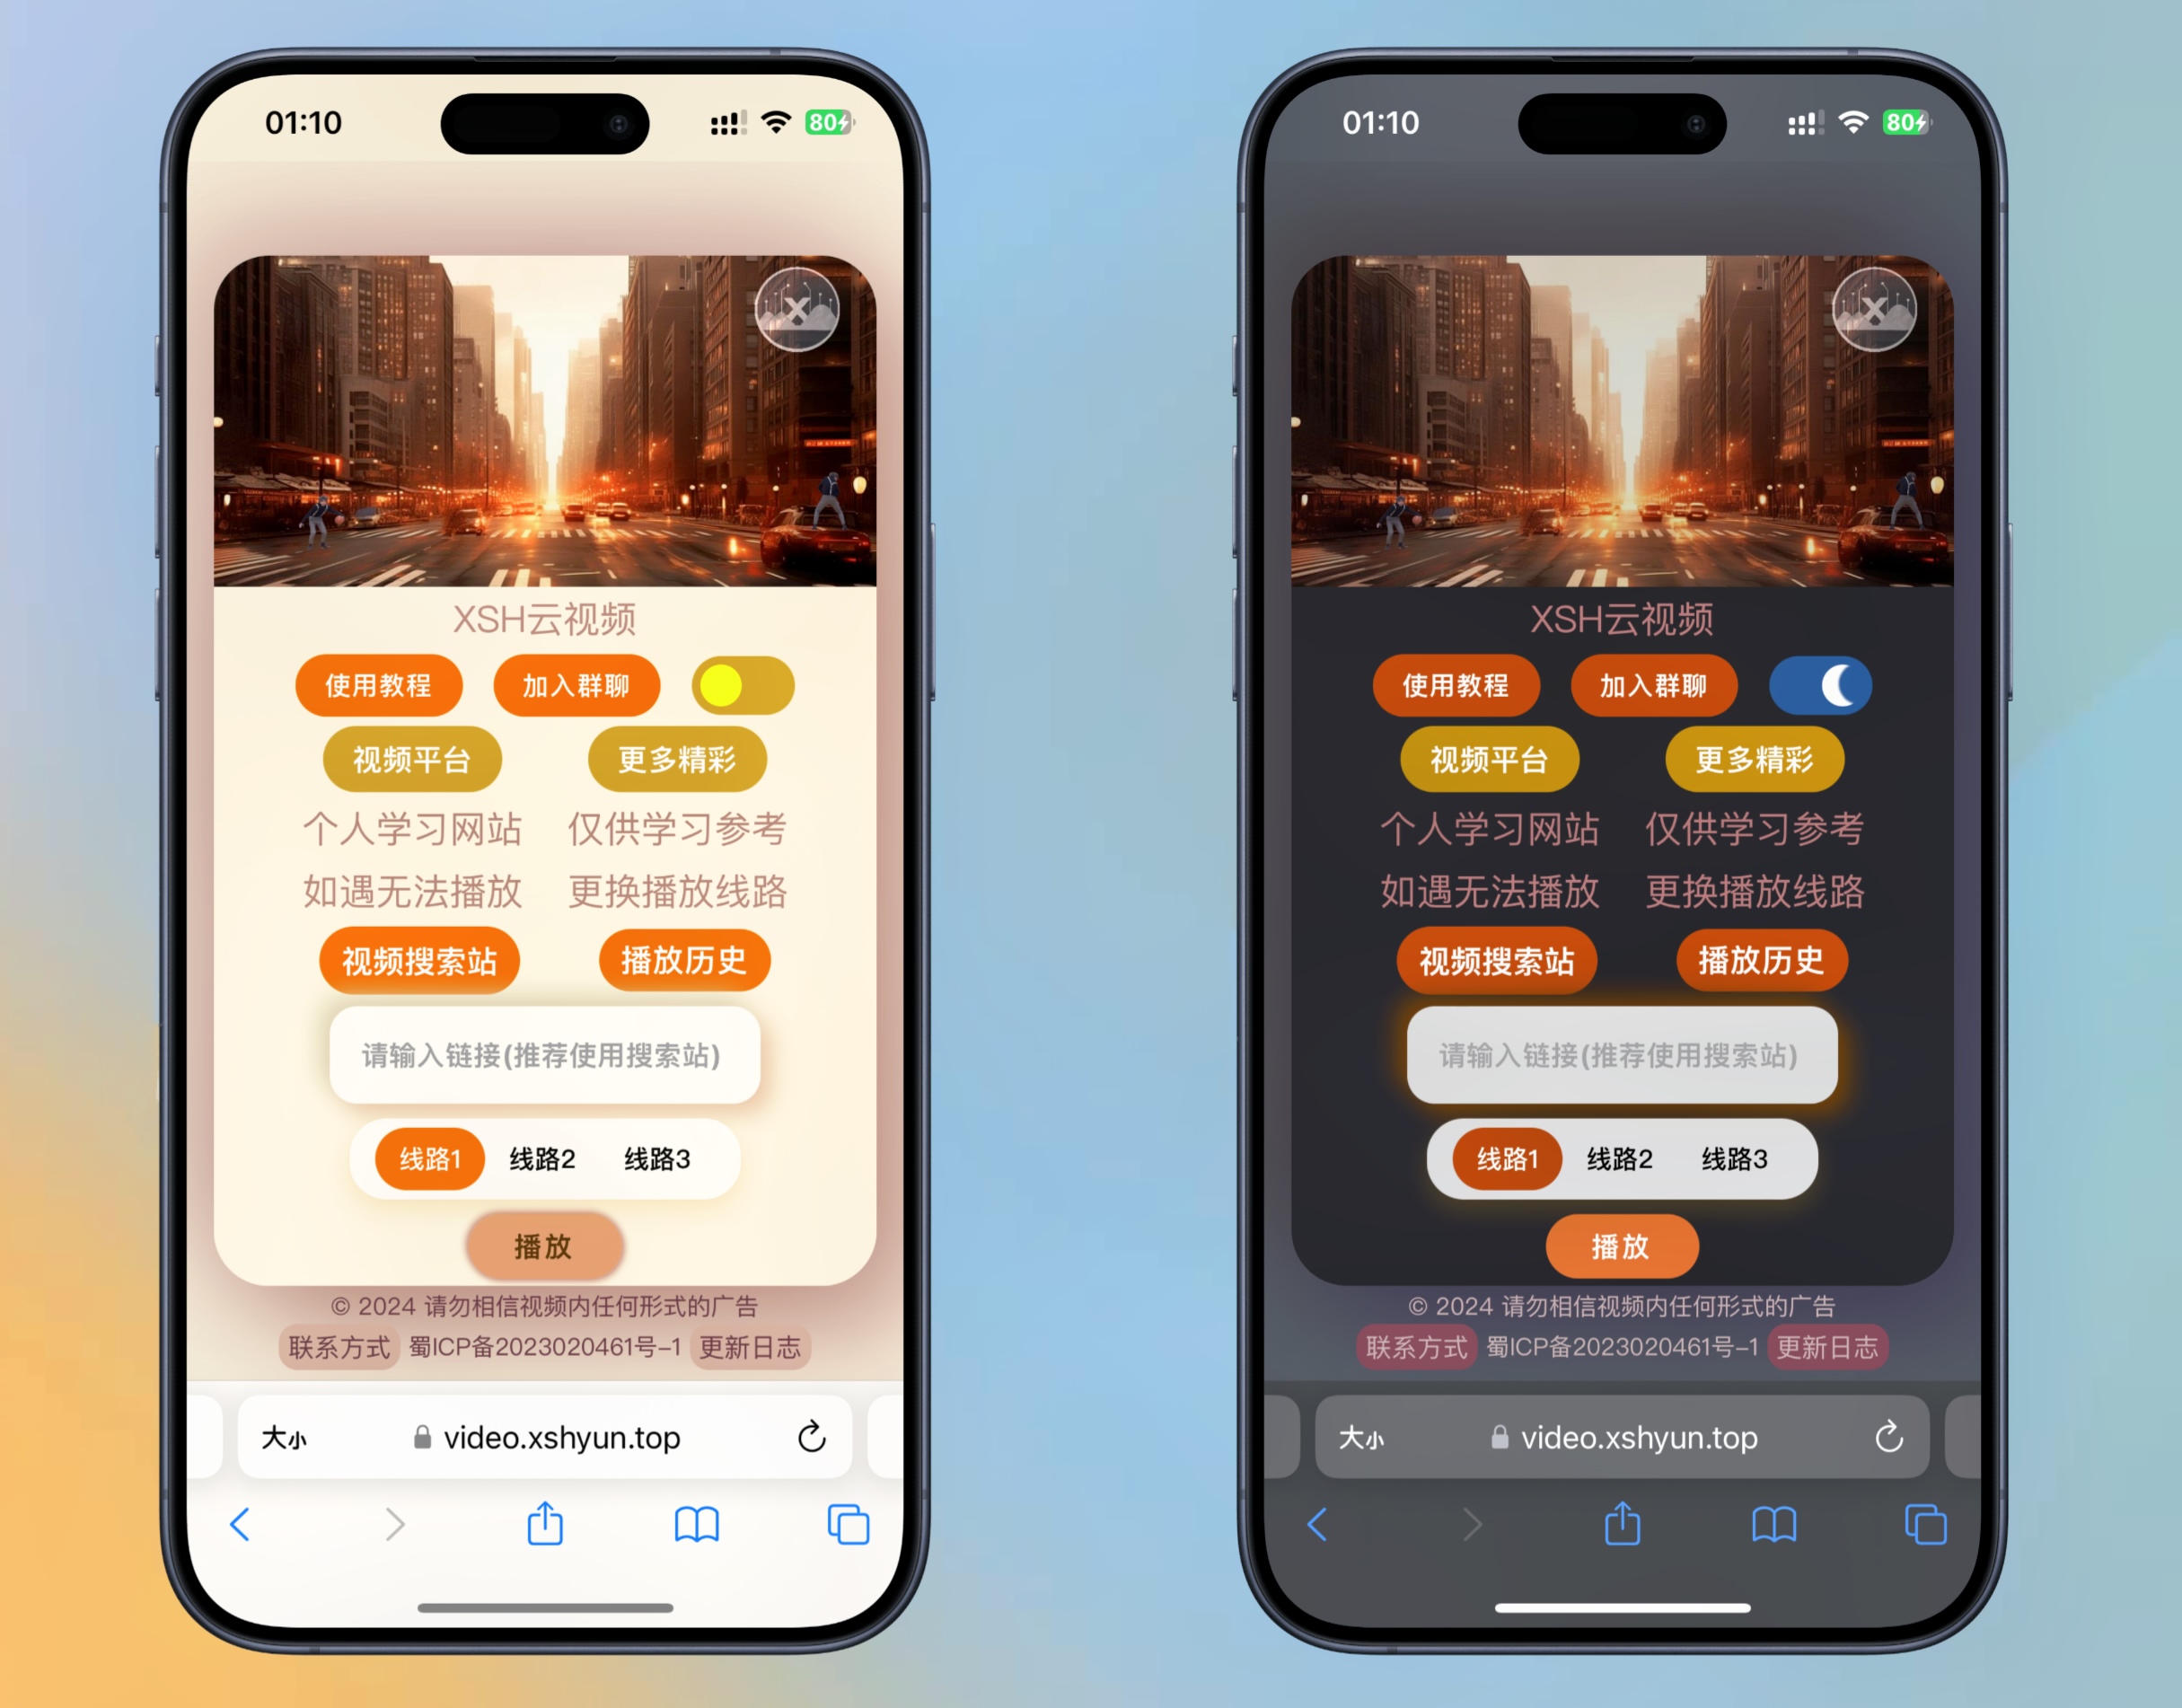 01:10
80
X
XSH云视频
使用教程 加入群聊
视频平台 更多精彩
个人学习网站 仅供学习参考
如遇无法播放 更换播放线路
视频搜索站 播放历史
请输入链接(推荐使用搜索站)
线路1 线路2 线路3
播放
© 2024 请勿相信视频内任何形式的广告
联系方式 蜀ICP备2023020461号-1 更新日志
大小 video.xshyun.top
01:10
80
X
XSH云视频
使用教程 加入群聊
视频平台 更多精彩
个人学习网站 仅供学习参考
如遇无法播放 更换播放线路
视频搜索站 播放历史
请输入链接(推荐使用搜索站)
线路1 线路2 线路3
播放
© 2024 请勿相信视频内任何形式的广告
联系方式 蜀ICP备2023020461号-1 更新日志
大小 video.xshyun.top